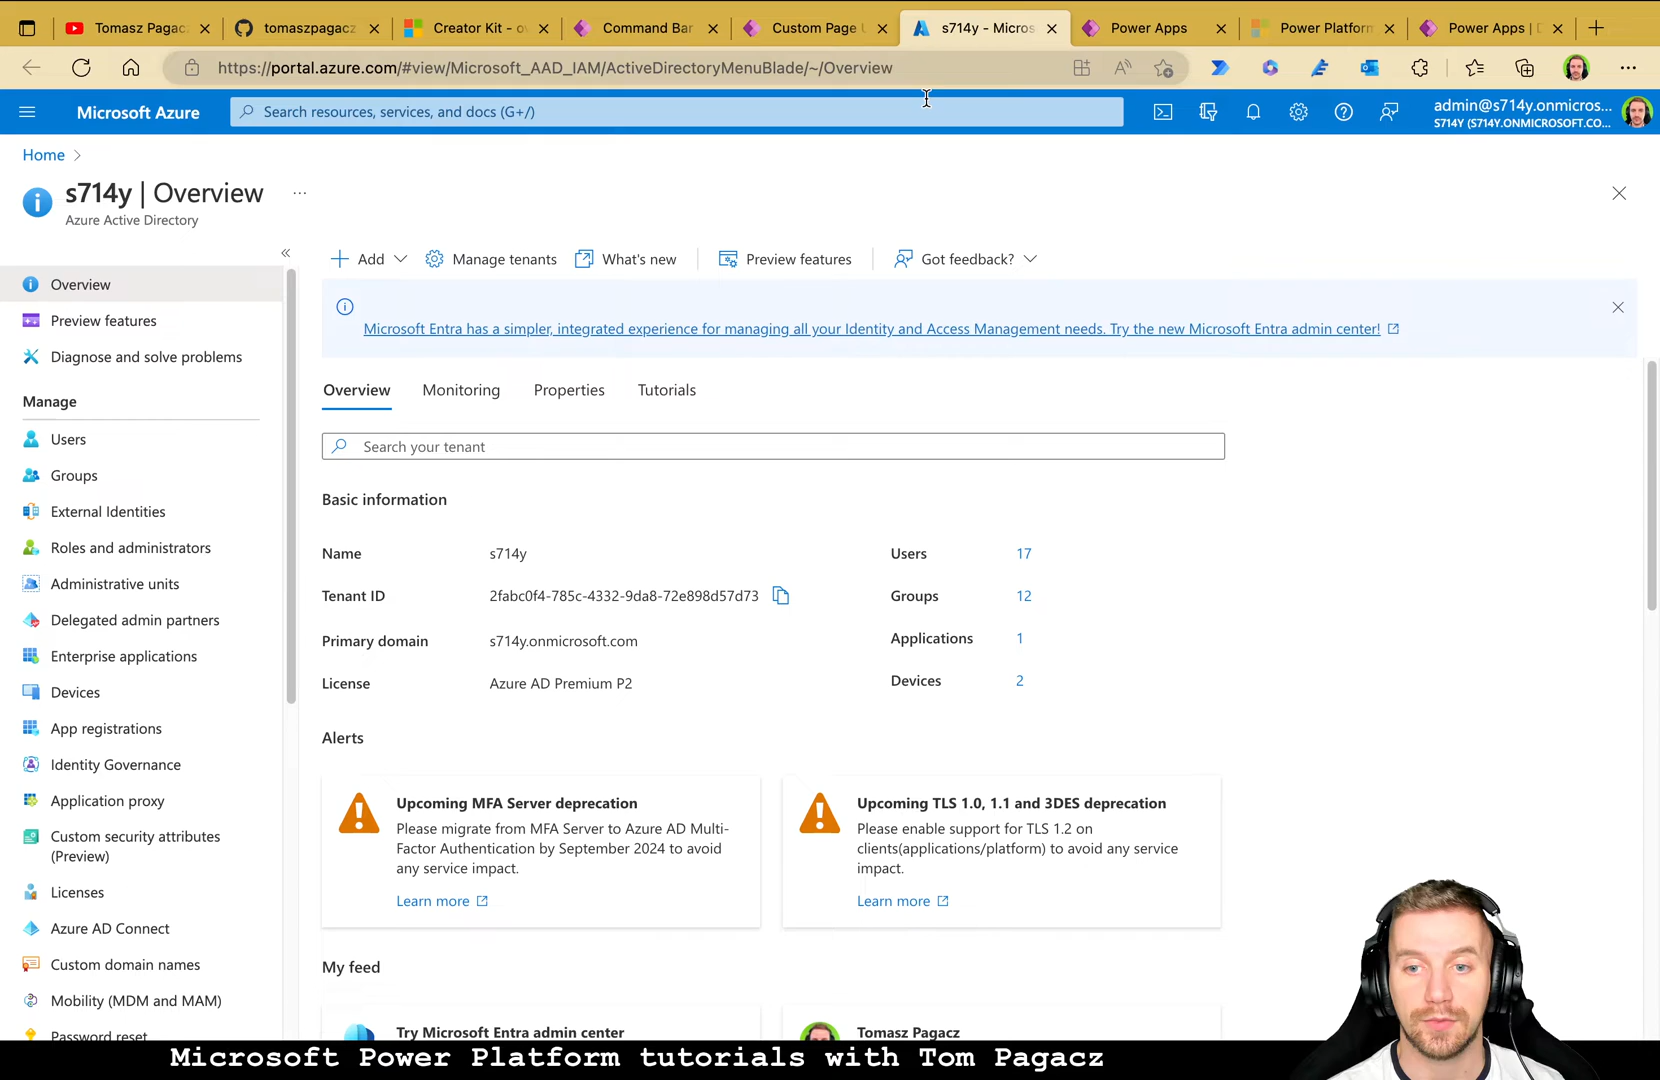 Tomasz Pagac
tomaszpagacz
Creator Kit - ov
Command Bar
Custom Page U
s714y - Micros
Power Apps
Power Platform
Power Apps | D
https://portal.azure.com/#view/Microsoft_AAD_IAM/ActiveDirectoryMenuBlade/~/Overview
Microsoft Azure
Search resources, services, and docs (G+/)
admin@s714y.onmicros...
S714Y (S714Y.ONMICROSOFT.CO...
Home
s714y | Overview
...
Azure Active Directory
Add
Manage tenants
What's new
Preview features
Got feedback?
Overview
Preview features
Diagnose and solve problems
Manage
Users
Groups
External Identities
Roles and administrators
Administrative units
Delegated admin partners
Enterprise applications
Devices
App registrations
Identity Governance
Application proxy
Custom security attributes
(Preview)
Licenses
Azure AD Connect
Custom domain names
Mobility (MDM and MAM)
Password reset
Microsoft Entra has a simpler, integrated experience for managing all your Identity and Access Management needs. Try the new Microsoft Entra admin center!
Overview
Monitoring
Properties
Tutorials
Search your tenant
Basic information
Name s714y
Users 17
Tenant ID 2fabc0f4-785c-4332-9da8-72e898d57d73
Groups 12
Primary domain s714y.onmicrosoft.com
Applications 1
License Azure AD Premium P2
Devices 2
Alerts
Upcoming MFA Server deprecation
Please migrate from MFA Server to Azure AD Multi-
Factor Authentication by September 2024 to avoid
any service impact.
Learn more
Upcoming TLS 1.0, 1.1 and 3DES deprecation
Please enable support for TLS 1.2 on
clients(applications/platform) to avoid any service
impact.
Learn more
My feed
Try Microsoft Entra admin center
Tomasz Pagacz
Microsoft Power Platform tutorials with Tom Pagacz